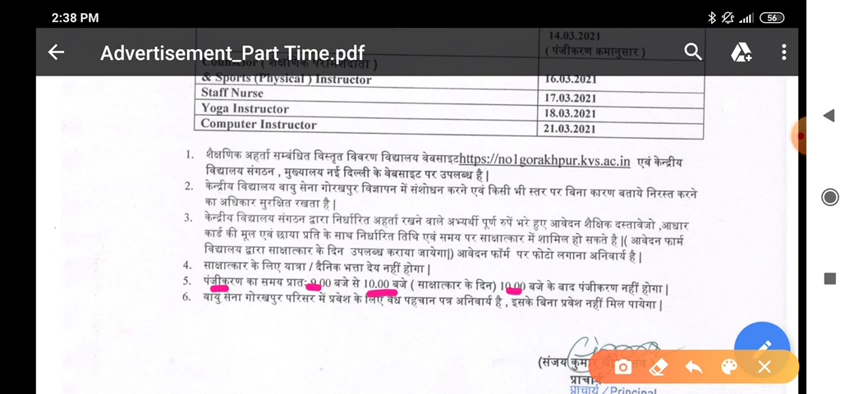 2:38 PM
56
Advertisement_Part Time.pdf
14.03.2021
( पंजीकरण क्रमानुसार )
& Sports (Physical ) Instructor 16.03.2021
Staff Nurse 17.03.2021
Yoga Instructor 18.03.2021
Computer Instructor 21.03.2021
1. शैक्षणिक अहर्ता सम्बंधित विस्तृत विवरण विद्यालय वेबसाइटhttps://no1gorakhpur.kvs.ac.in एवं केन्द्रीय
विद्यालय संगठन , मुख्यालय नई दिल्ली के वेबसाइट पर उपलब्ध है |
2. केन्द्रीय विद्यालय वायु सेना गोरखपुर विज्ञापन में संशोधन करने एवं किसी भी स्तर पर बिना कारण बताये निरस्त करने
का अधिकार सुरक्षित रखता है |
3. केन्द्रीय विद्यालय संगठन द्वारा निर्धारित अहर्ता रखने वाले अभ्यर्थी पूर्ण रुपें भरे हुए आवेदन शैक्षिक दस्तावेजो ,आधार
कार्ड की मूल एवं छाया प्रति के साथ निर्धारित तिथि एवं समय पर साक्षात्कार में शामिल हो सकते है |( आवेदन फार्म
विद्यालय द्वारा साक्षात्कार के दिन उपलब्ध कराया जायेगा|) आवेदन फॉर्म पर फोटो लगाना अनिवार्य है |
4. साक्षात्कार के लिए यात्रा / दैनिक भत्ता देय नहीं होगा |
5. पंजीकरण का समय प्रात: 9.00 बजे से 10.00 बजे ( साक्षात्कार के दिन) 10.00 बजे के बाद पंजीकरण नहीं होगा |
6. वायु सेना गोरखपुर परिसर में प्रवेश के लिए वैध पहचान पत्र अनिवार्य है , इसके बिना प्रवेश नहीं मिल पायेगा |
(संजय कुमार
प्राचार्य
प्राचार्य / Principal